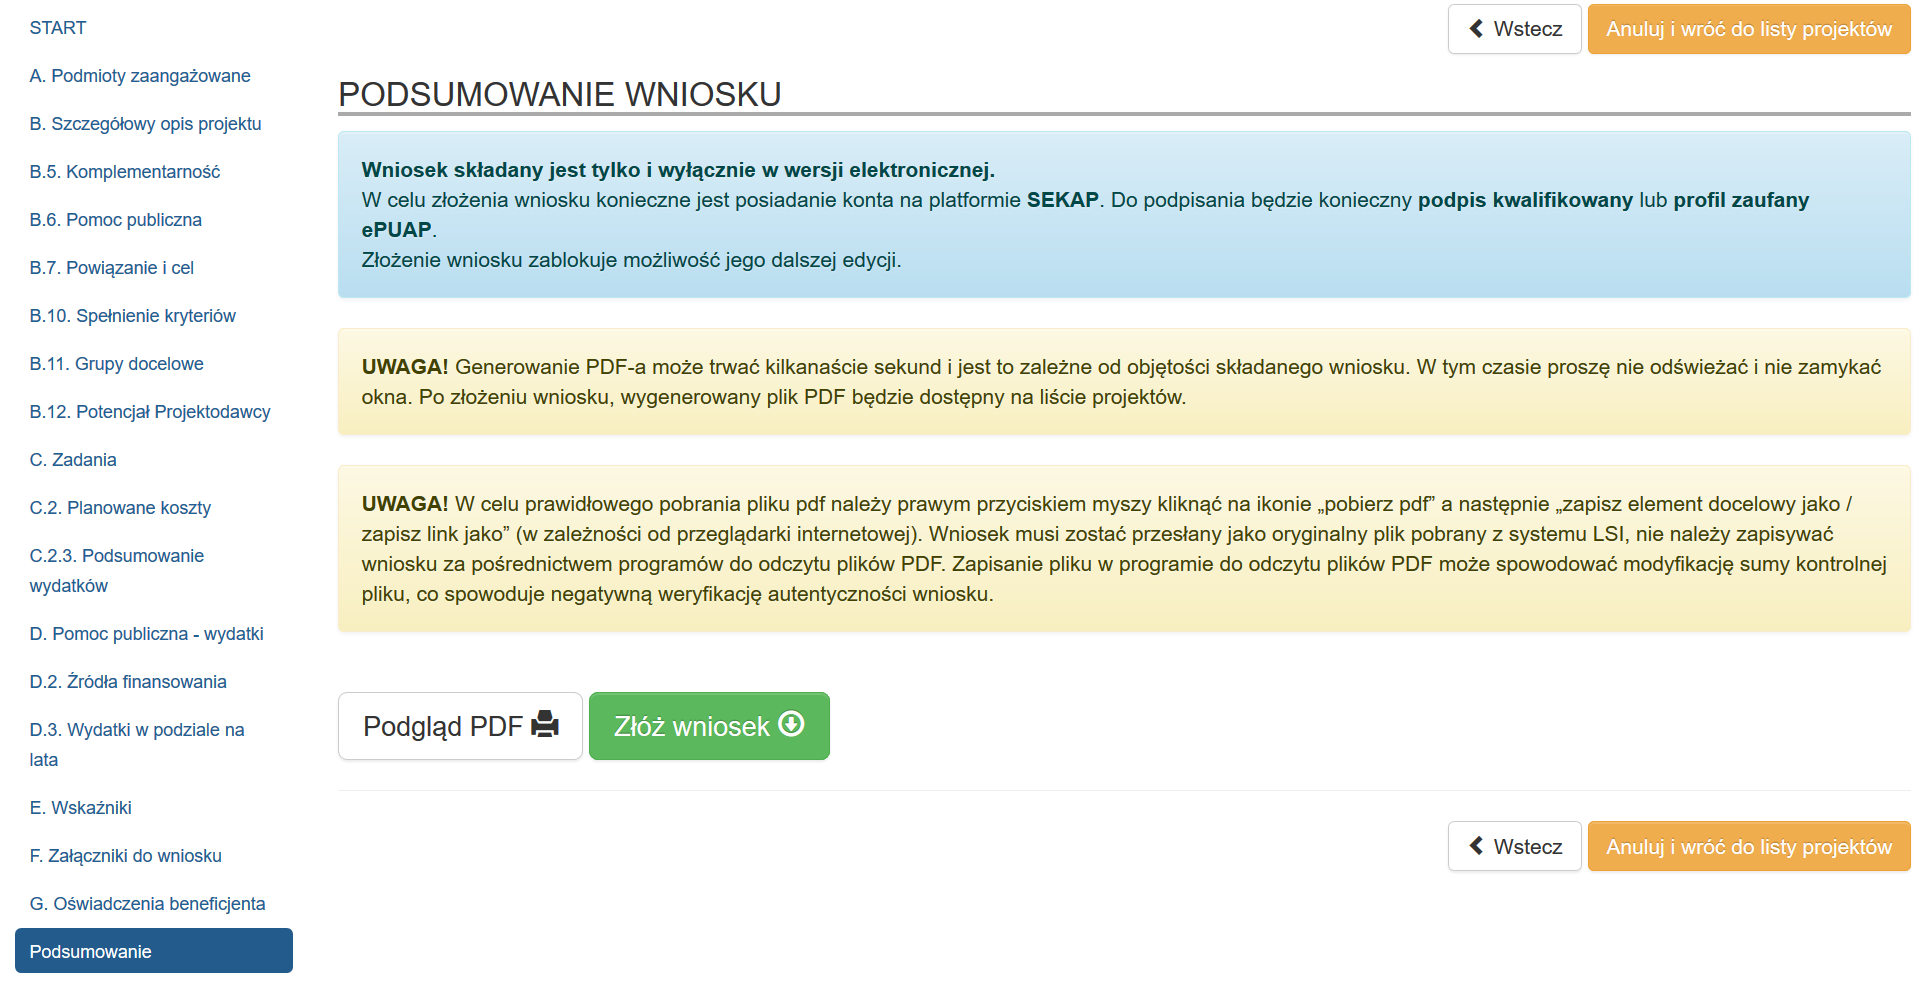 START
A. Podmioty zaangażowane
B. Szczegółowy opis projektu
B.5. Komplementarność
B.6. Pomoc publiczna
B.7. Powiązanie i cel
B.10. Spełnienie kryteriów
B.11. Grupy docelowe
B.12. Potencjał Projektodawcy
C. Zadania
C.2. Planowane koszty
C.2.3. Podsumowanie
wydatków
D. Pomoc publiczna - wydatki
D.2. Źródła finansowania
D.3. Wydatki w podziale na
lata
E. Wskaźniki
F. Załączniki do wniosku
G. Oświadczenia beneficjenta
Podsumowanie
Wstecz
Anuluj i wróć do listy projektów
PODSUMOWANIE WNIOSKU
Wniosek składany jest tylko i wyłącznie w wersji elektronicznej.
W celu złożenia wniosku konieczne jest posiadanie konta na platformie SEKAP. Do podpisania będzie konieczny podpis kwalifikowany lub profil zaufany
ePUAP.
Złożenie wniosku zablokuje możliwość jego dalszej edycji.
UWAGA! Generowanie PDF-a może trwać kilkanaście sekund i jest to zależne od objętości składanego wniosku. W tym czasie proszę nie odświeżać i nie zamykać
okna. Po złożeniu wniosku, wygenerowany plik PDF będzie dostępny na liście projektów.
UWAGA! W celu prawidłowego pobrania pliku pdf należy prawym przyciskiem myszy kliknąć na ikonie „pobierz pdf” a następnie „zapisz element docelowy jako /
zapisz link jako” (w zależności od przeglądarki internetowej). Wniosek musi zostać przesłany jako oryginalny plik pobrany z systemu LSI, nie należy zapisywać
wniosku za pośrednictwem programów do odczytu plików PDF. Zapisanie pliku w programie do odczytu plików PDF może spowodować modyfikację sumy kontrolnej
pliku, co spowoduje negatywną weryfikację autentyczności wniosku.
Podgląd PDF
Złóż wniosek
Wstecz
Anuluj i wróć do listy projektów